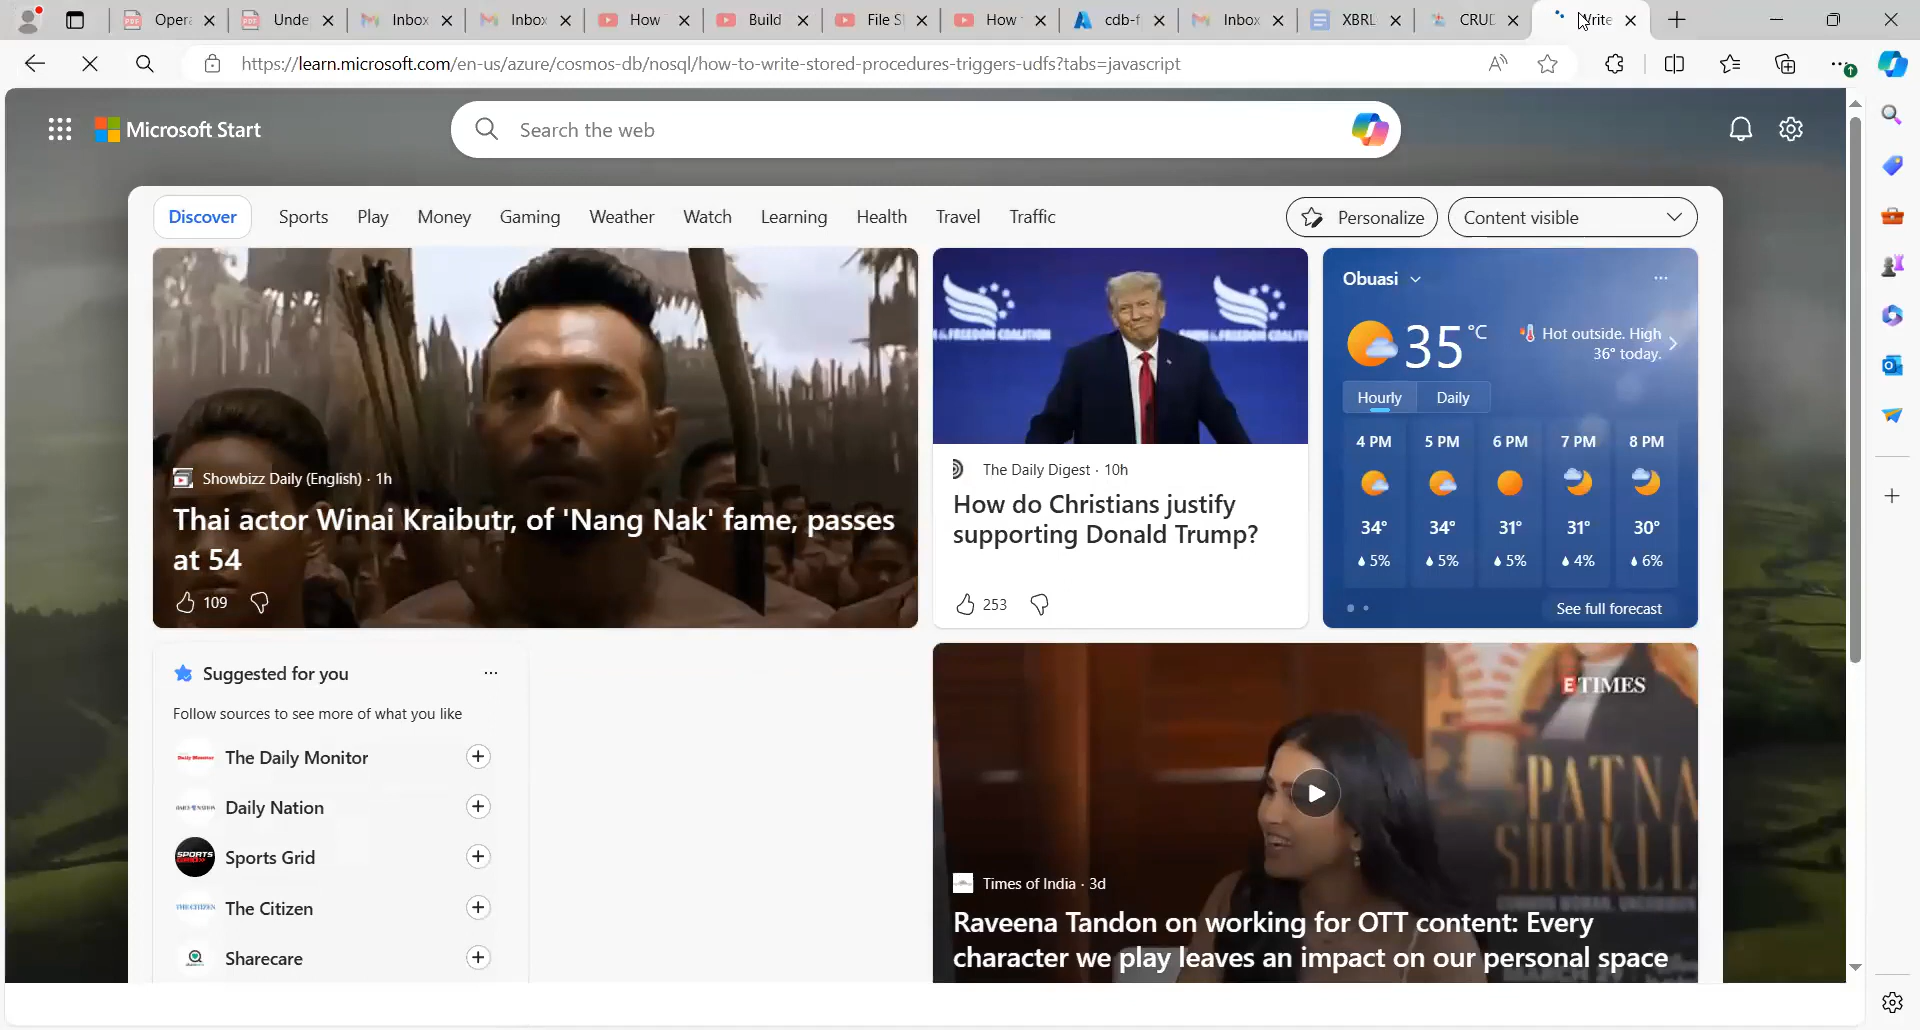 Opera
Unde
Inbox
Inbox
How
Build
File S
How
cdb-f
Inbox
XBRL
CRUD
Write
https://learn.microsoft.com/en-us/azure/cosmos-db/nosql/how-to-write-stored-procedures-triggers-udfs?tabs=javascript
Microsoft Start
Search the web
Discover
Sports
Play
Money
Gaming
Weather
Watch
Learning
Health
Travel
Traffic
Personalize
Content visible
Showbizz Daily (English) · 1h
Thai actor Winai Kraibutr, of 'Nang Nak' fame, passes
at 54
109
The Daily Digest · 10h
How do Christians justify
supporting Donald Trump?
253
Obuasi
35 °C
Hot outside. High
36° today.
Hourly
Daily
4 PM 5 PM 6 PM 7 PM 8 PM
34° 34° 31° 31° 30°
5% 5% 5% 4% 6%
See full forecast
Suggested for you
Follow sources to see more of what you like
The Daily Monitor
Daily Nation
Sports Grid
The Citizen
Sharecare
E TIMES
PATNA
SHUKLL
Times of India · 3d
Raveena Tandon on working for OTT content: Every
character we play leaves an impact on our personal space